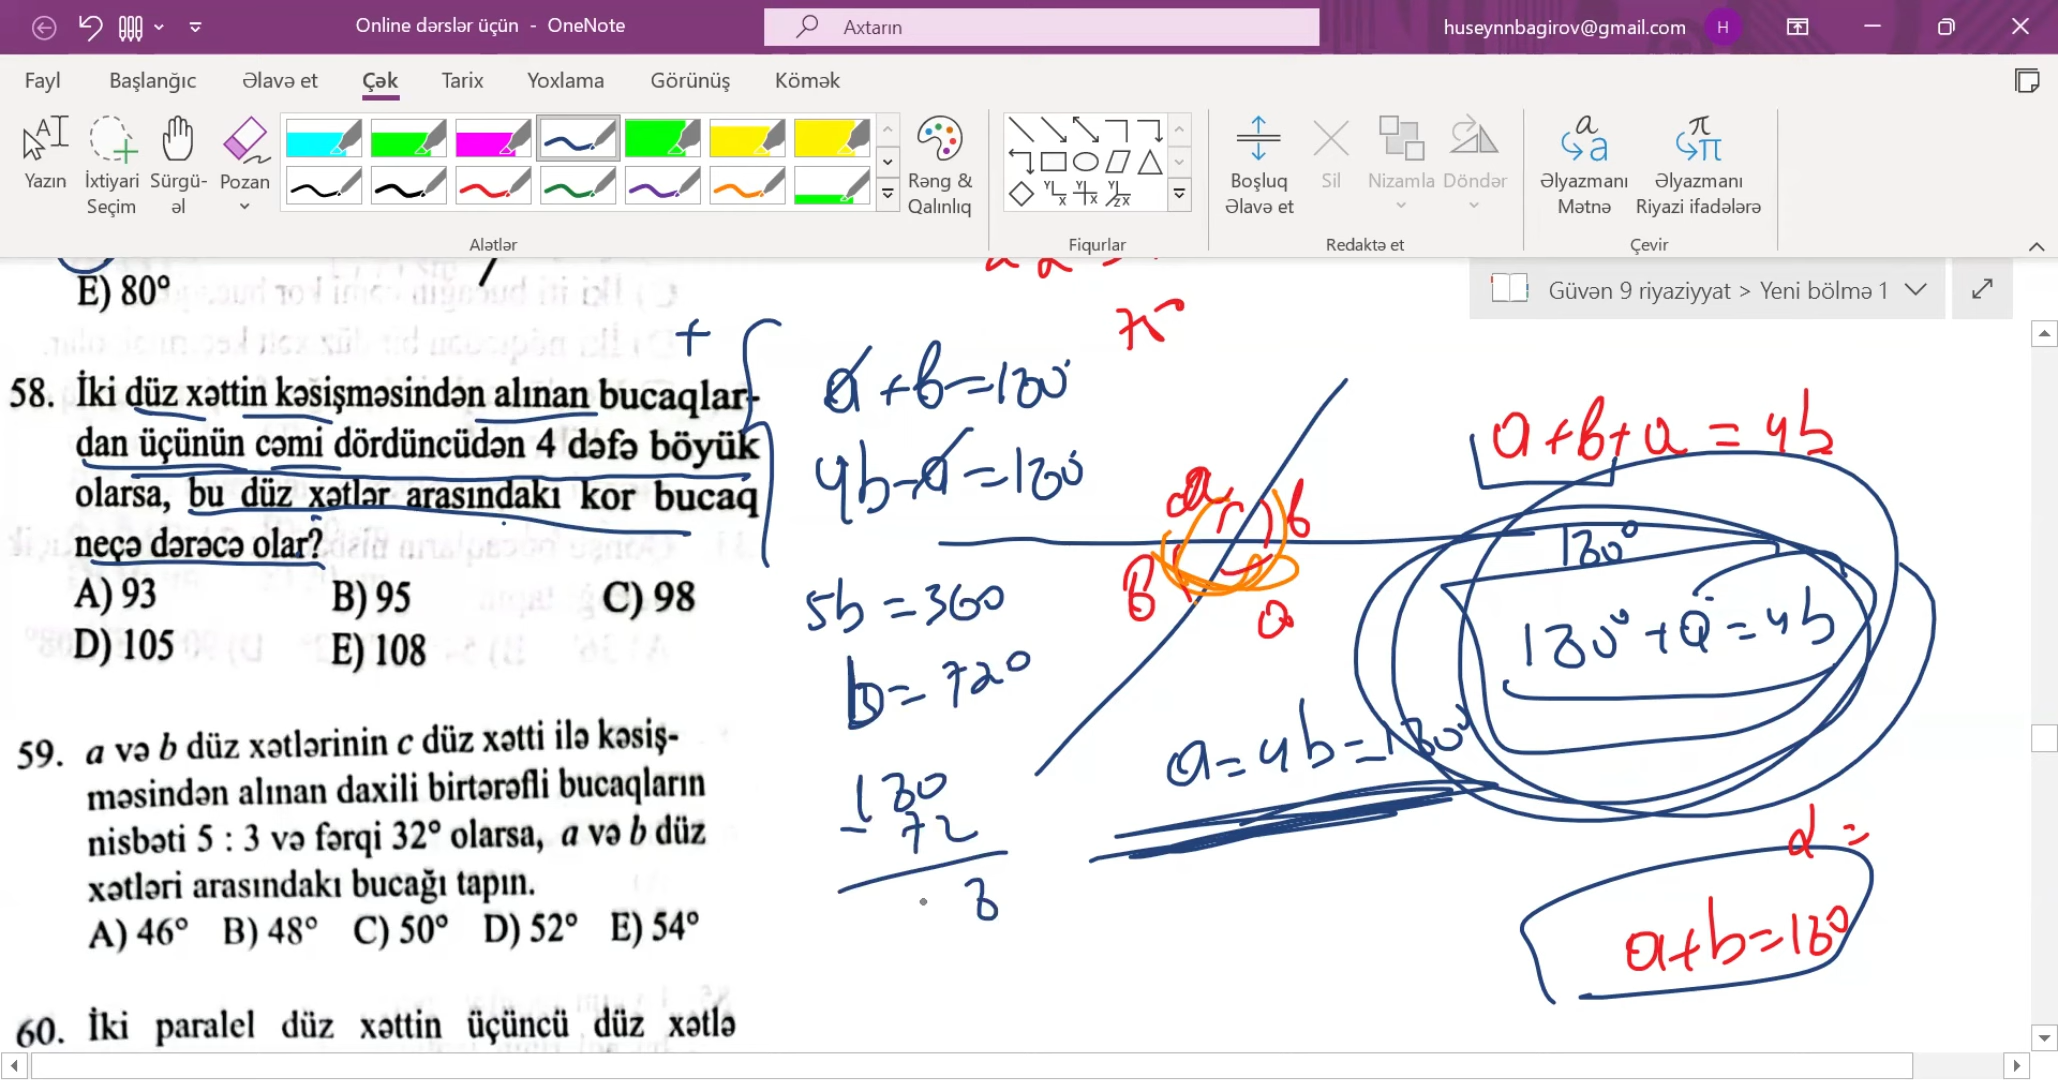 Online dərslər üçün - OneNote
Axtarın
huseynnbagirov@gmail.com
H
Fayl Başlanğıc Əlavə et Çək Tarix Yoxlama Görünüş Kömək
Yazın
İxtiyari Seçim
Sürgü-əl
Pozan
Rəng & Qalınlıq
Boşluq Əlavə et
Sil
Nizamla
Döndər
Əlyazmanı Mətnə
Əlyazmanı Riyazi ifadələrə
Alətlər
Fiqurlar
Redaktə et
Çevir
Güvən 9 riyaziyyat > Yeni bölmə 1
E) 80°
58. İki düz xəttin kəsişməsindən alınan bucaqlar-
dan üçünün cəmi dördüncüdən 4 dəfə böyük
olarsa, bu düz xətlər arasındakı kor bucaq
neçə dərəcə olar?
A) 93 B) 95 C) 98
D) 105 E) 108
59. a və b düz xətlərinin c düz xətti ilə kəsiş-
məsindən alınan daxili birtərəfli bucaqların
nisbəti 5 : 3 və fərqi 32° olarsa, a və b düz
xətləri arasındakı bucağı tapın.
A) 46° B) 48° C) 50° D) 52° E) 54°
60. İki paralel düz xəttin üçüncü düz xətlə
+
a + b = 180°
4b - a = 180°
5b = 360
b = 720
180
- 72
8
a b
b a
a = 4b = 180°
a + b + a = 4b
180°
180° + a = 4b
d =
a + b = 180